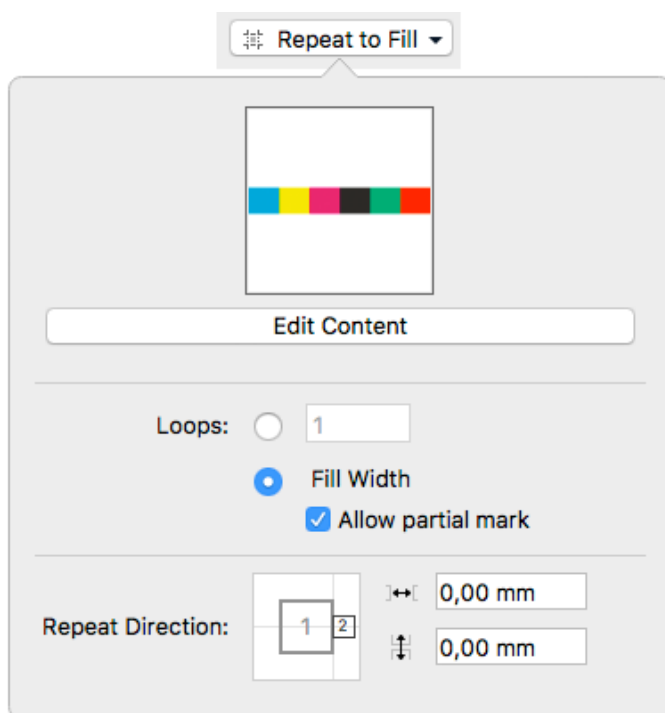 Repeat to Fill
Edit Content
Loops: 1
Fill Width
Allow partial mark
Repeat Direction: 1 2
0,00 mm
0,00 mm